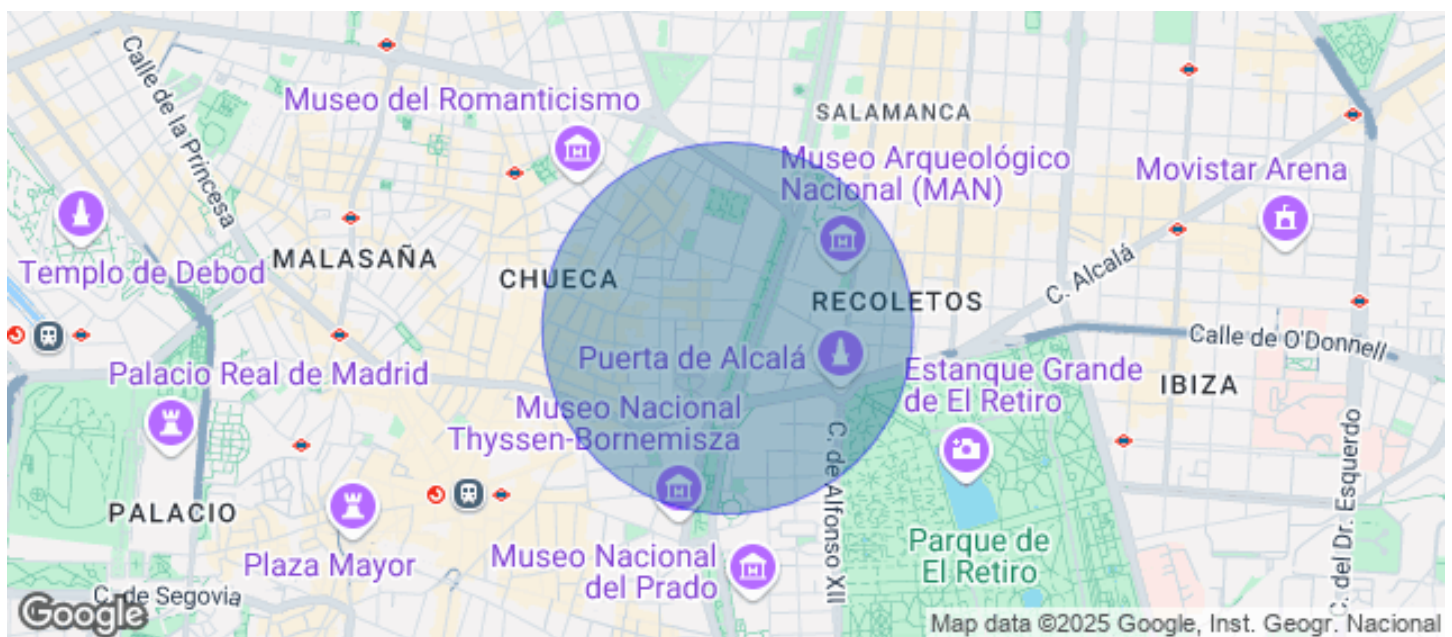 Calle de la Princesa
Museo del Romanticismo
SALAMANCA
Museo Arqueológico
Nacional (MAN)
Movistar Arena
Templo de Debod
MALASAÑA
CHUECA
RECOLETOS
C. Alcalá
Calle de O'Donnell
Palacio Real de Madrid
Puerta de Alcalá
Estanque Grande
de El Retiro
IBIZA
Museo Nacional
Thyssen-Bornemisza
C. de Alfonso XII
C. del Dr. Esquerdo
PALACIO
Plaza Mayor
Museo Nacional
del Prado
Parque de
El Retiro
C. de Segovia
Google
Map data ©2025 Google, Inst. Geogr. Nacional